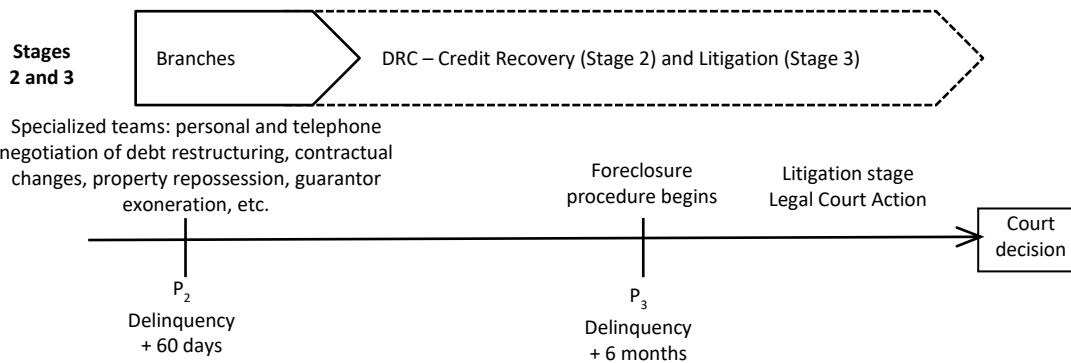 Stages
2 and 3
Branches
DRC – Credit Recovery (Stage 2) and Litigation (Stage 3)
Specialized teams: personal and telephone
negotiation of debt restructuring, contractual
changes, property repossession, guarantor
exoneration, etc.
Foreclosure
procedure begins
Litigation stage
Legal Court Action
Court
decision
P2
Delinquency
+ 60 days
P3
Delinquency
+ 6 months